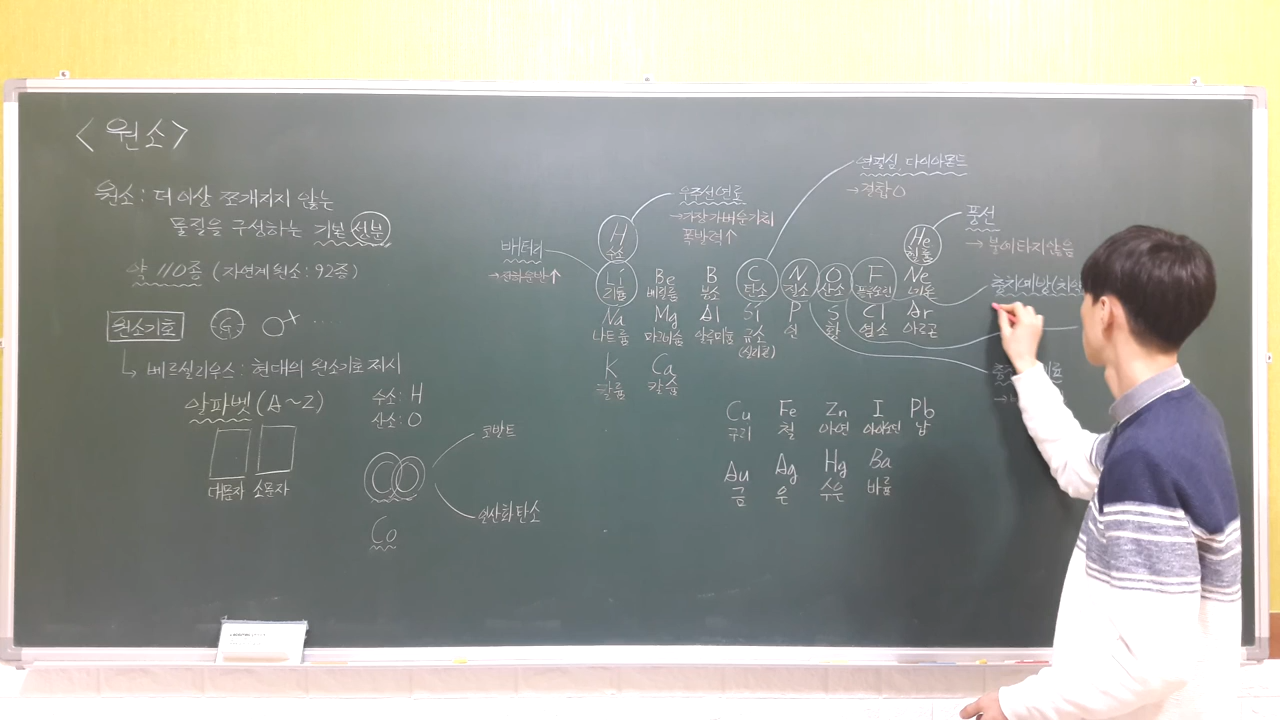 <원소>
원소: 더 이상 쪼개지지 않는
물질을 구성하는 기본 성분
약 110종 (자연계 원소: 92종)
원소기호
베르셀리우스: 현대의 원소기호 제시
알파벳 (A~Z)
대문자 소문자
수소: H
산소: O
CO
코발트
일산화탄소
Co
우주선 연료
→가장 가벼운 기체
폭발력↑
배터리
→전하운반↑
연필심, 다이아몬드
→결합○
풍선
→불에 타지 않음
충치예방
H He
수소 헬륨
Li Be B C N O F Ne
리튬 베릴륨 붕소 탄소 질소 산소 플루오린 네온
Na Mg Al Si P S Cl Ar
나트륨 마그네슘 알루미늄 규소 인 황 염소 아르곤
(실리콘)
K Ca
칼륨 칼슘
Cu Fe Zn I Pb
구리 철 아연 아이오딘 납
Au Ag Hg Ba
금 은 수은 바륨